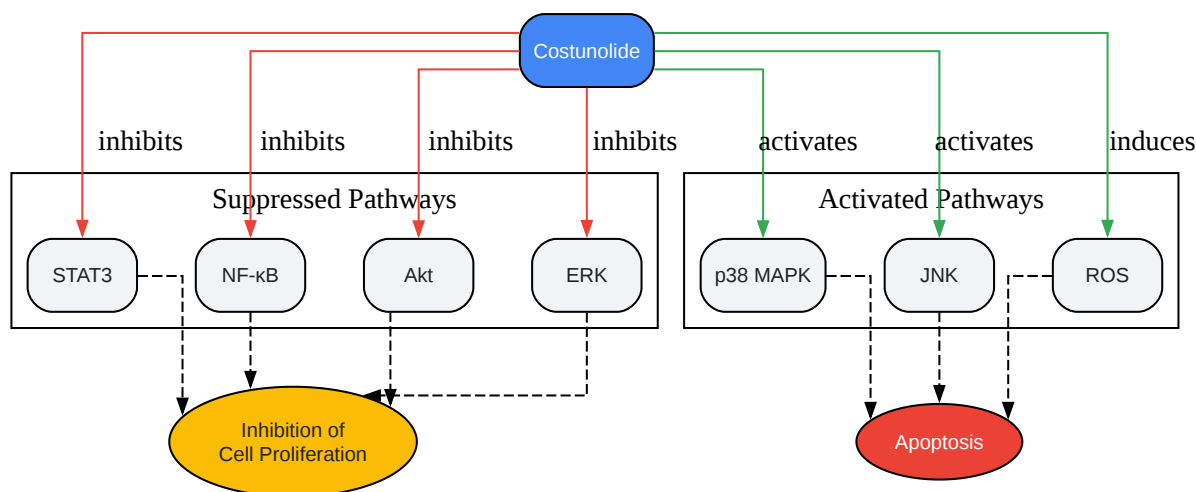 Costunolide
inhibits
inhibits
inhibits
inhibits
activates
activates
induces
Suppressed Pathways
Activated Pathways
STAT3
NF-κB
Akt
ERK
p38 MAPK
JNK
ROS
Inhibition of
Cell Proliferation
Apoptosis